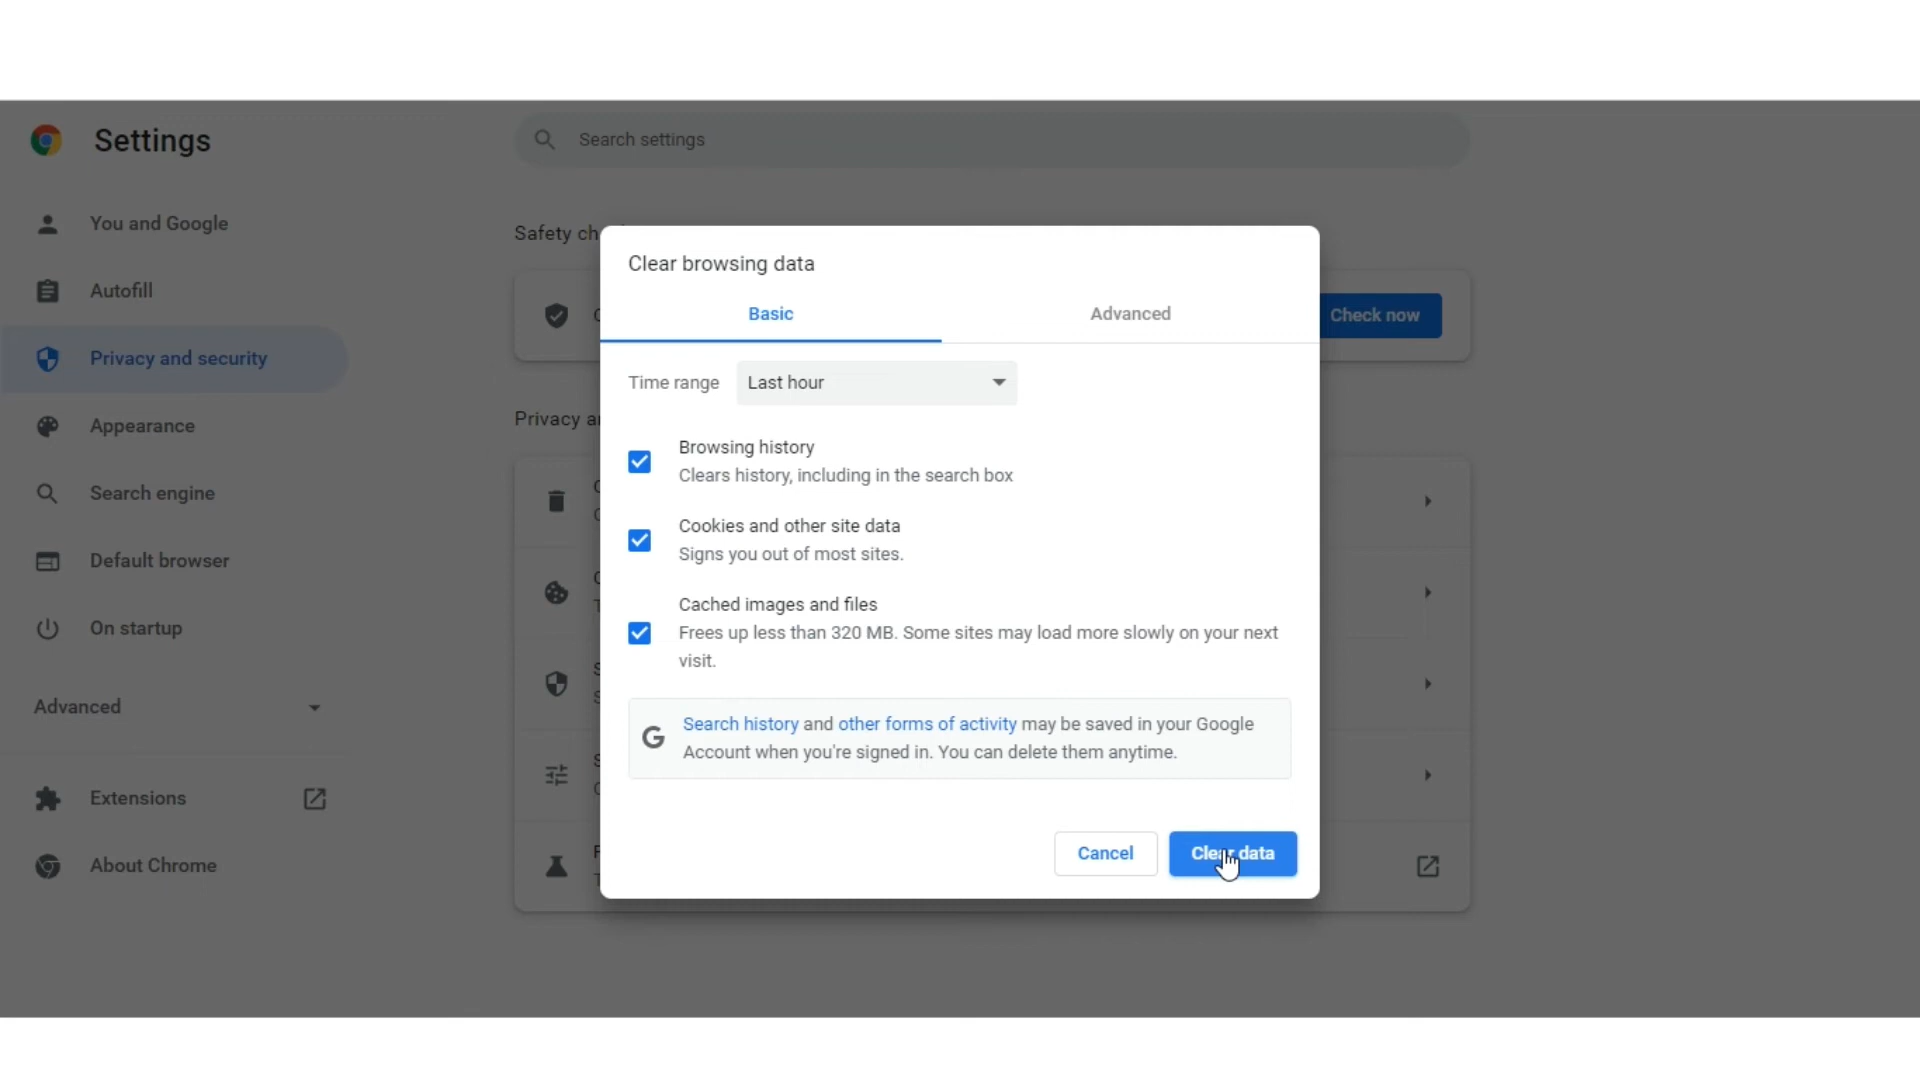 Settings
Search settings
You and Google
Autofill
Privacy and security
Appearance
Search engine
Default browser
On startup
Advanced
Extensions
About Chrome
Safety
Check now
Privacy
Clear browsing data
Basic
Advanced
Time range
Last hour
Browsing history
Clears history, including in the search box
Cookies and other site data
Signs you out of most sites.
Cached images and files
Frees up less than 320 MB. Some sites may load more slowly on your next
visit.
G
Search history and other forms of activity may be saved in your Google
Account when you're signed in. You can delete them anytime.
Cancel
Clear data